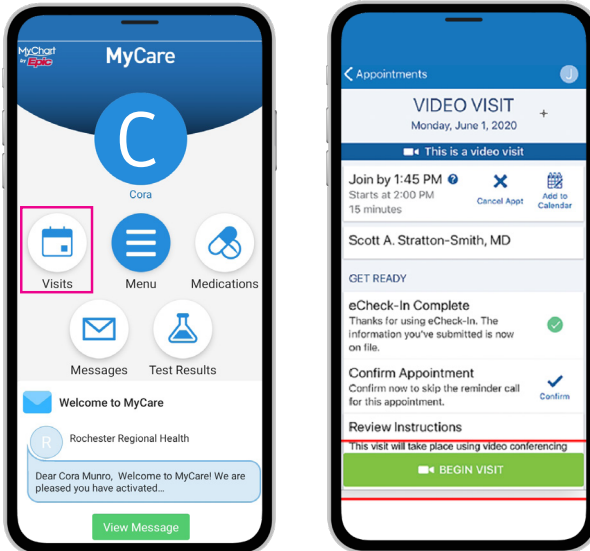 MyChart
by Epic
MyCare
C
Cora
Visits
Menu
Medications
Messages
Test Results
Welcome to MyCare
R
Rochester Regional Health
Dear Cora Munro, Welcome to MyCare! We are
pleased you have activated...
View Message
Appointments
J
VIDEO VISIT
Monday, June 1, 2020
This is a video visit
Join by 1:45 PM
Starts at 2:00 PM
15 minutes
Cancel Appt
Add to
Calendar
Scott A. Stratton-Smith, MD
GET READY
eCheck-In Complete
Thanks for using eCheck-In. The
information you've submitted is now
on file.
Confirm Appointment
Confirm now to skip the reminder call
for this appointment.
Confirm
Review Instructions
This visit will take place using video conferencing
BEGIN VISIT